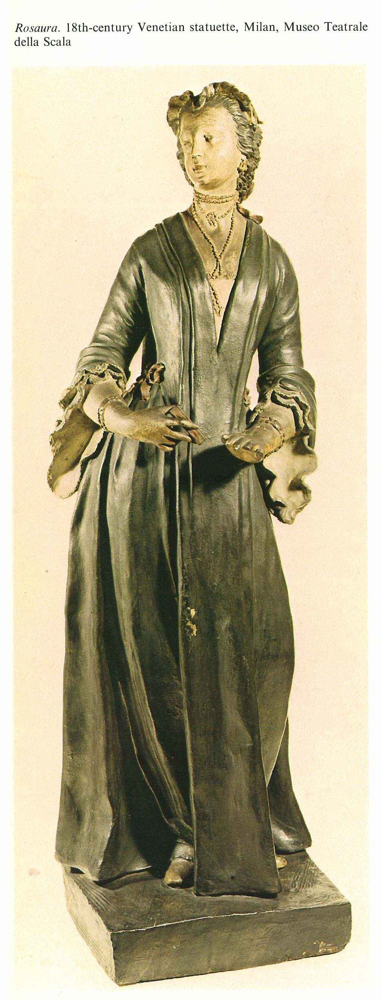 Rosaura. 18th-century Venetian statuette, Milan, Museo Teatrale
della Scala